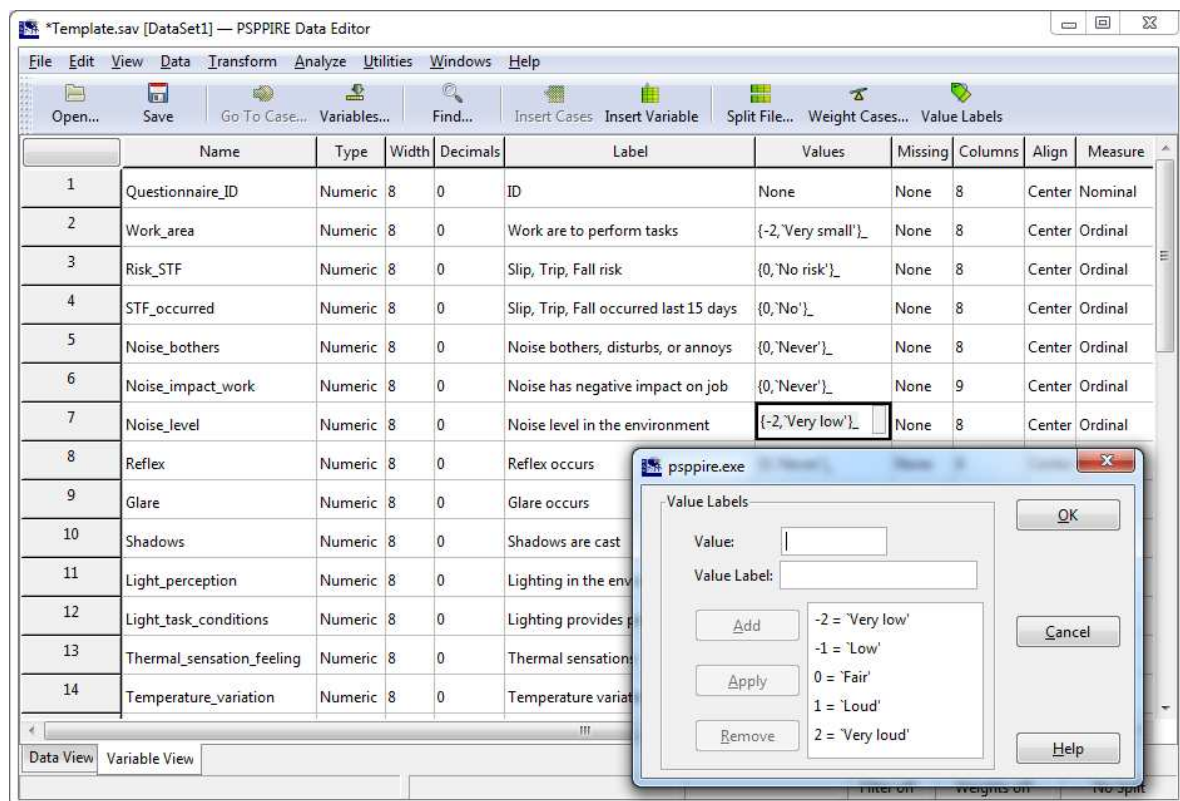 *Template.sav [DataSet1] — PSPPIRE Data Editor
File Edit View Data Transform Analyze Utilities Windows Help
Open... Save Go To Case... Variables... Find... Insert Cases Insert Variable Split File... Weight Cases... Value Labels
Name Type Width Decimals Label Values Missing Columns Align Measure
1 Questionnaire_ID Numeric 8 0 ID None None 8 Center Nominal
2 Work_area Numeric 8 0 Work are to perform tasks {-2,`Very small'}_ None 8 Center Ordinal
3 Risk_STF Numeric 8 0 Slip, Trip, Fall risk {0,`No risk'}_ None 8 Center Ordinal
4 STF_occurred Numeric 8 0 Slip, Trip, Fall occurred last 15 days {0,`No'}_ None 8 Center Ordinal
5 Noise_bothers Numeric 8 0 Noise bothers, disturbs, or annoys {0,`Never'}_ None 8 Center Ordinal
6 Noise_impact_work Numeric 8 0 Noise has negative impact on job {0,`Never'}_ None 9 Center Ordinal
7 Noise_level Numeric 8 0 Noise level in the environment {-2,`Very low'}_ None 8 Center Ordinal
8 Reflex Numeric 8 0 Reflex occurs
9 Glare Numeric 8 0 Glare occurs
10 Shadows Numeric 8 0 Shadows are cast
11 Light_perception Numeric 8 0 Lighting in the env
12 Light_task_conditions Numeric 8 0 Lighting provides
13 Thermal_sensation_feeling Numeric 8 0 Thermal sensation
14 Temperature_variation Numeric 8 0 Temperature variat
psppire.exe
Value Labels
Value:
Value Label:
Add
Apply
Remove
-2 = `Very low'
-1 = `Low'
0 = `Fair'
1 = `Loud'
2 = `Very loud'
OK
Cancel
Help
Data View Variable View
Filter off Weights off No Split